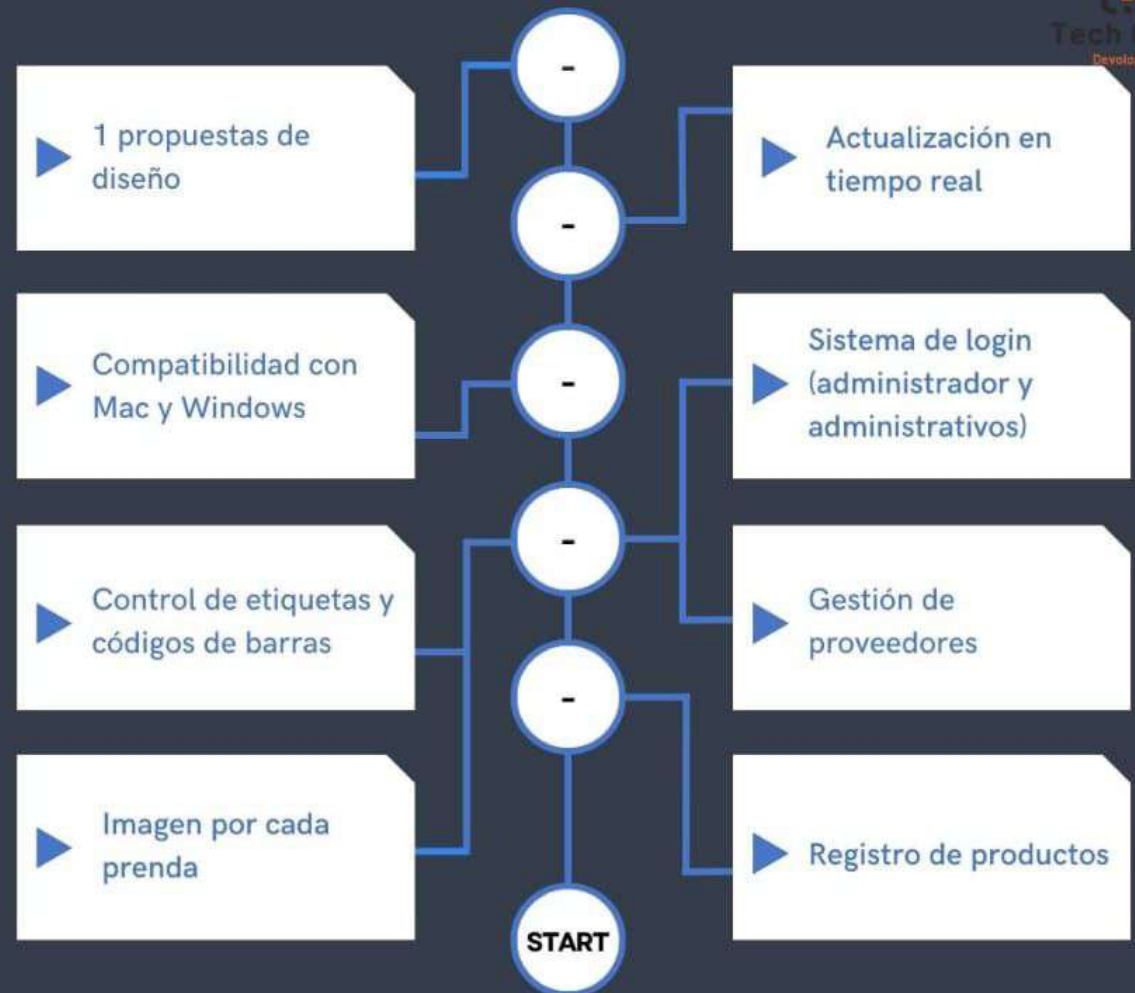 Tech
-
1 propuestas de
diseño
-
Actualización en
tiempo real
-
Compatibilidad con
Mac y Windows
Sistema de login
(administrador y
administrativos)
-
Control de etiquetas y
códigos de barras
Gestión de
proveedores
-
Imagen por cada
prenda
Registro de productos
START